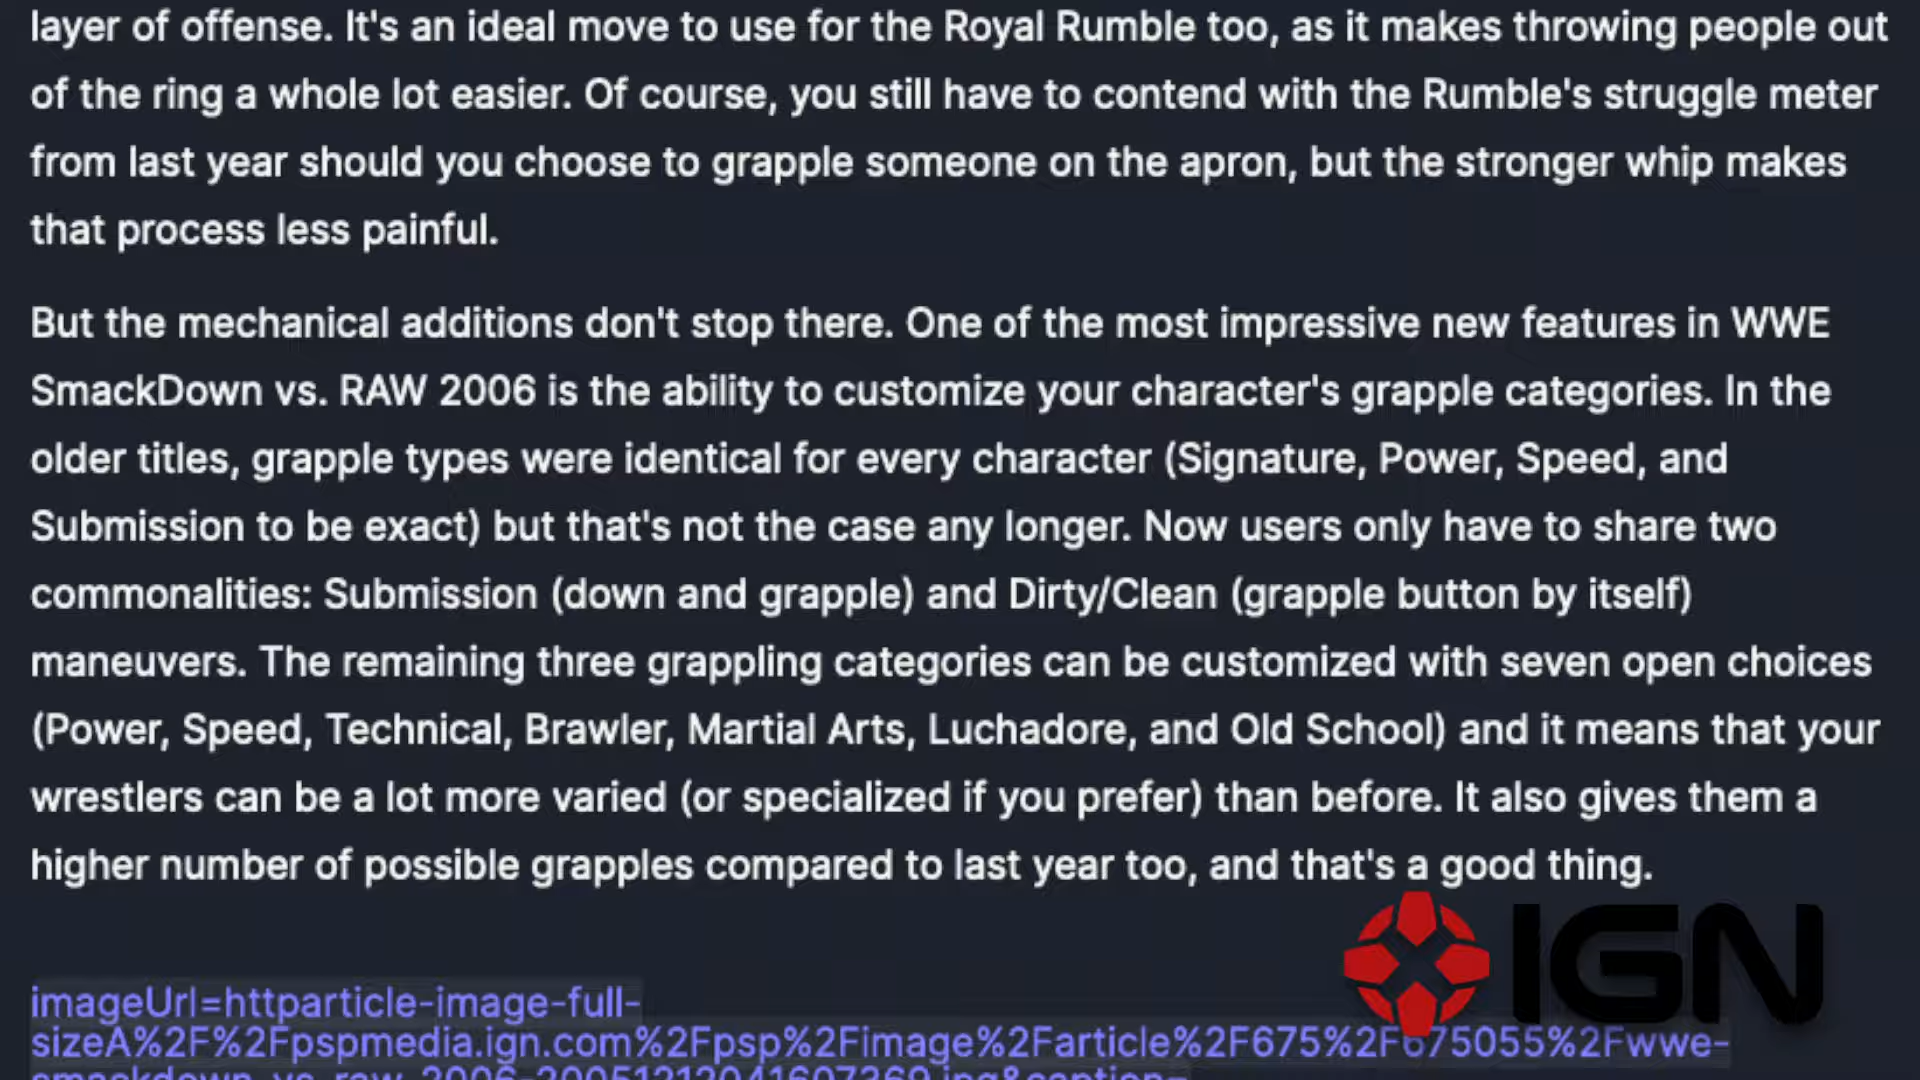 layer of offense. It's an ideal move to use for the Royal Rumble too, as it makes throwing people out
of the ring a whole lot easier. Of course, you still have to contend with the Rumble's struggle meter
from last year should you choose to grapple someone on the apron, but the stronger whip makes
that process less painful.
But the mechanical additions don't stop there. One of the most impressive new features in WWE
SmackDown vs. RAW 2006 is the ability to customize your character's grapple categories. In the
older titles, grapple types were identical for every character (Signature, Power, Speed, and
Submission to be exact) but that's not the case any longer. Now users only have to share two
commonalities: Submission (down and grapple) and Dirty/Clean (grapple button by itself)
maneuvers. The remaining three grappling categories can be customized with seven open choices
(Power, Speed, Technical, Brawler, Martial Arts, Luchadore, and Old School) and it means that your
wrestlers can be a lot more varied (or specialized if you prefer) than before. It also gives them a
higher number of possible grapples compared to last year too, and that's a good thing.
IGN
imageUrl=httparticle-image-full-
sizeA%2F%2Fpspmedia.ign.com%2Fpsp%2Fimage%2Farticle%2F675%2F675055%2Fwwe-
smackdown-vs-raw-2006-20051212041607369.jpg&caption=